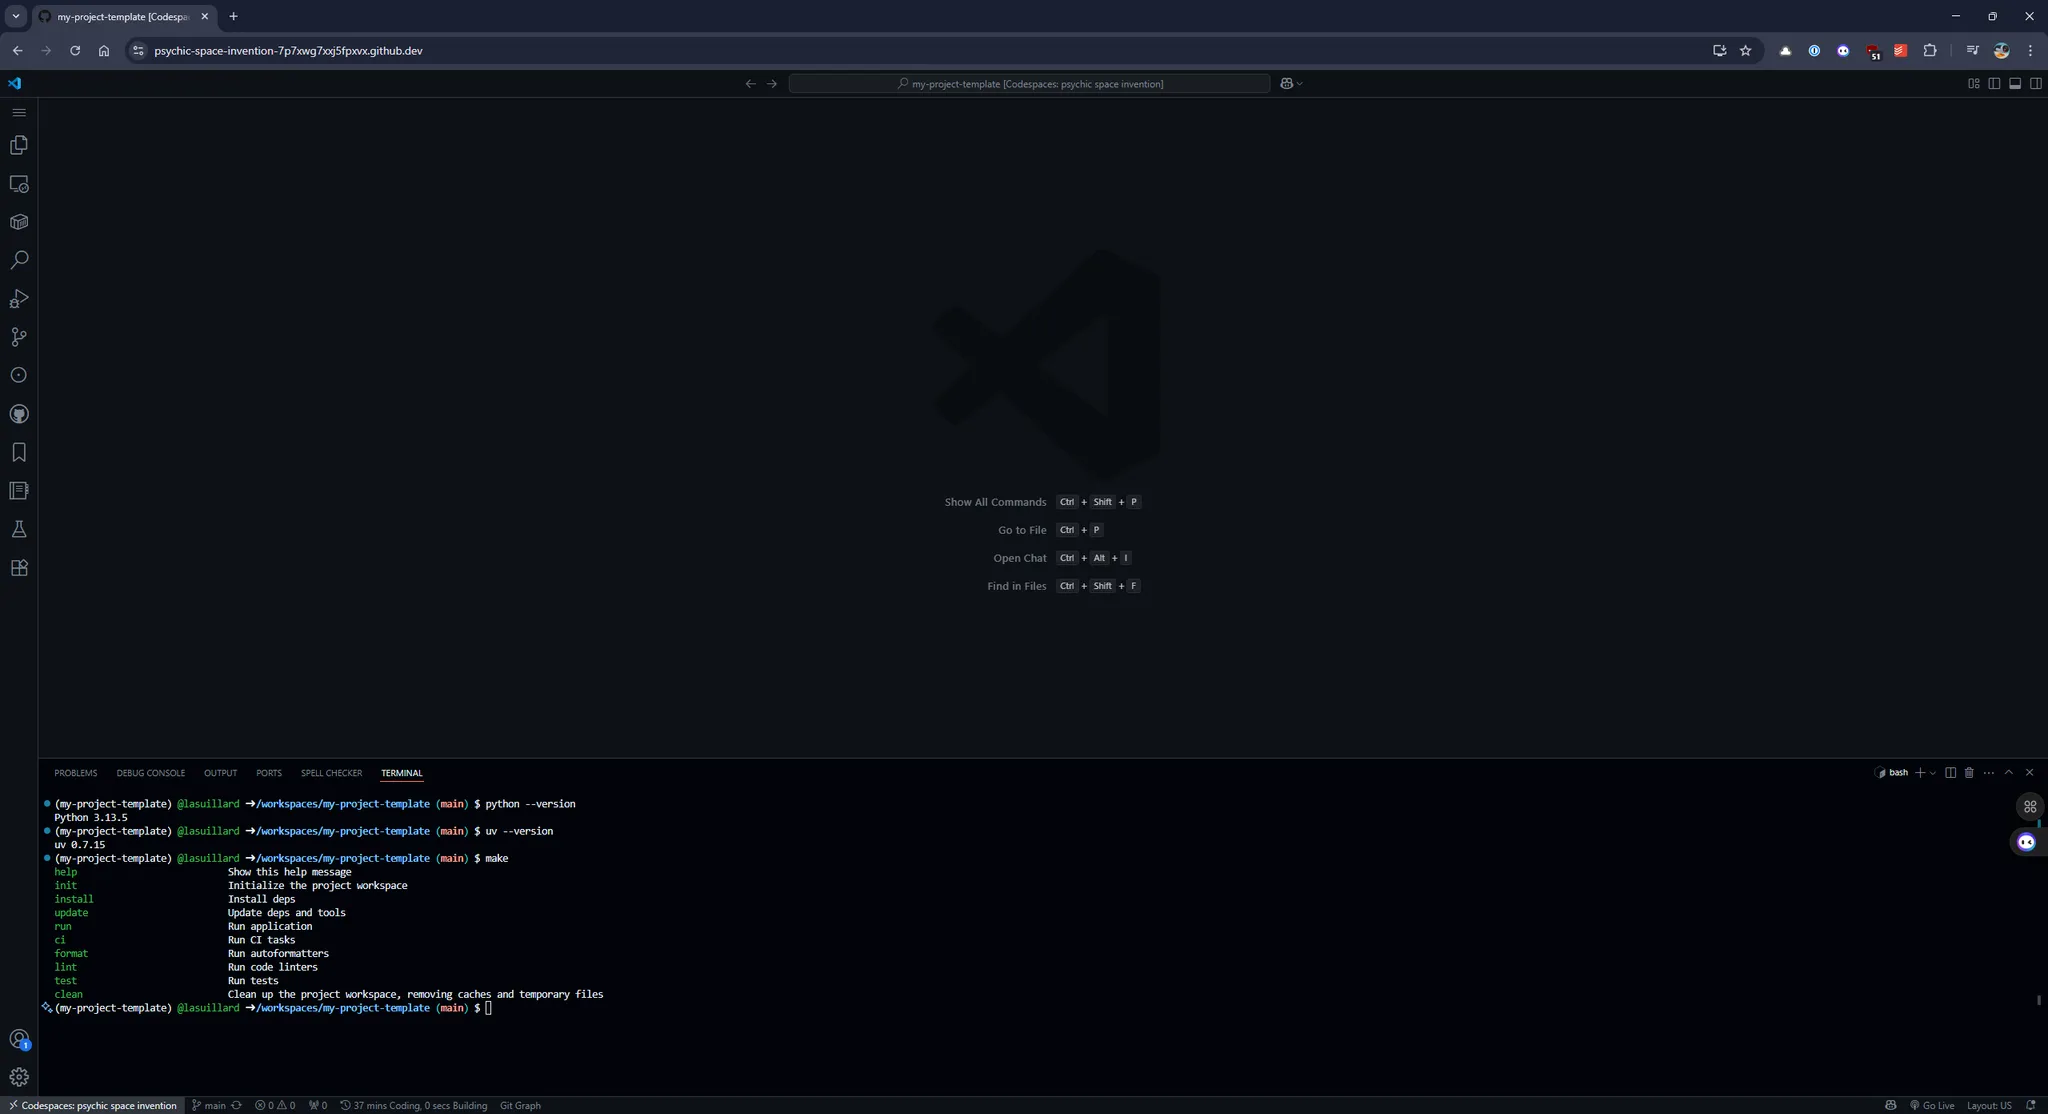 my-project-template [Codespa
psychic-space-invention-7p7xwg7xxj5fpxvx.github.dev
51
my-project-template [Codespaces: psychic space invention]
Show All Commands Ctrl + Shift + P
Go to File Ctrl + P
Open Chat Ctrl + Alt + I
Find in Files Ctrl + Shift + F
PROBLEMS DEBUG CONSOLE OUTPUT PORTS SPELL CHECKER TERMINAL bash
(my-project-template) @lasuillard ➜/workspaces/my-project-template (main) $ python --version
Python 3.13.5
(my-project-template) @lasuillard ➜/workspaces/my-project-template (main) $ uv --version
uv 0.7.15
(my-project-template) @lasuillard ➜/workspaces/my-project-template (main) $ make
help Show this help message
init Initialize the project workspace
install Install deps
update Update deps and tools
run Run application
ci Run CI tasks
format Run autoformatters
lint Run code linters
test Run tests
clean Clean up the project workspace, removing caches and temporary files
(my-project-template) @lasuillard ➜/workspaces/my-project-template (main) $
1
Codespaces: psychic space invention main 0 0 0 37 mins Coding, 0 secs Building Git Graph Go Live Layout: US